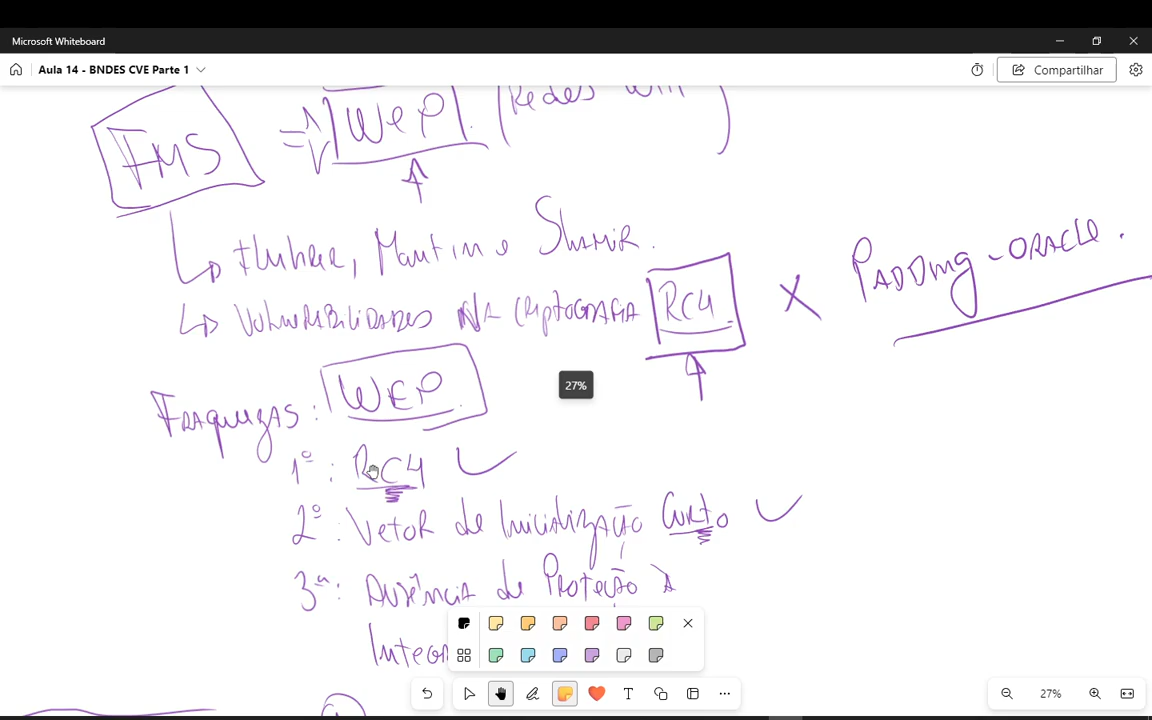 Microsoft Whiteboard
Aula 14 - BNDES CVE Parte 1
Compartilhar
FMS = WEP (Redes Wifi)
↳ Fluhrer, Mantin e Shamir.
↳ Vulnerabilidades NA Criptografia RC4 X PADDing-ORACLE.
Fraquezas: WEP
27%
1º: RC4 ✓
2º: Vetor de Inicialização Curto ✓
3ª: Ausência de Proteção À
27%